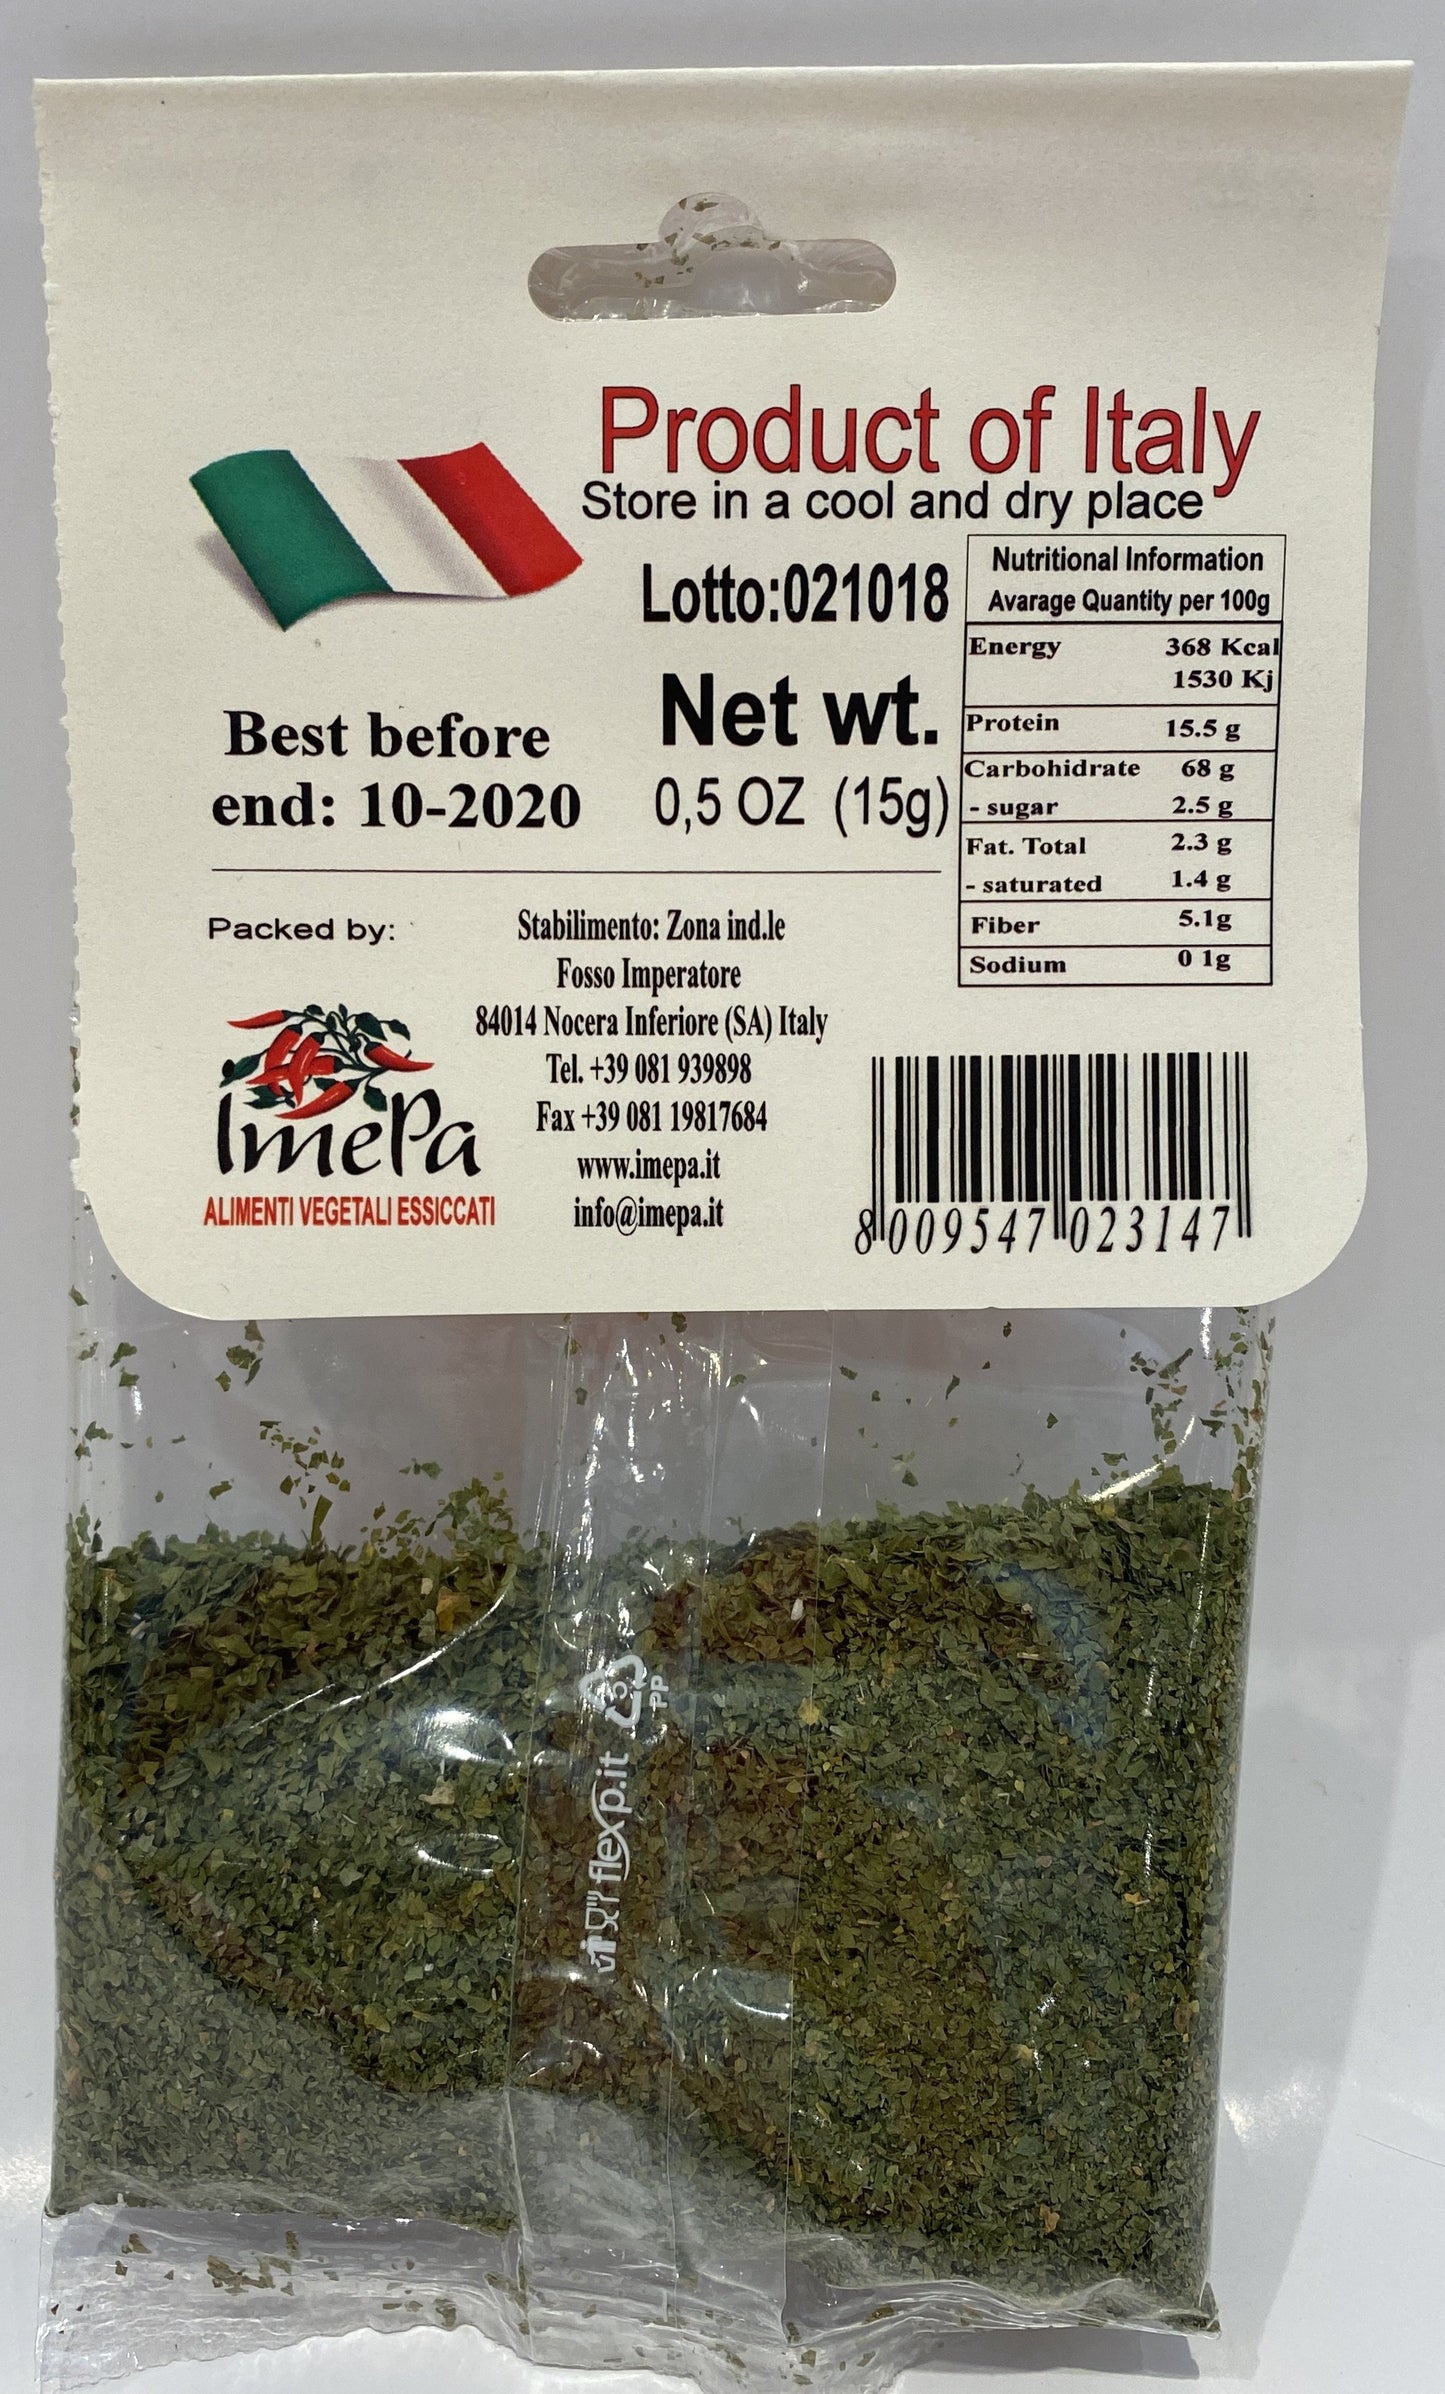 Product of Italy
Store in a cool and dry place
Lotto:021018
Net wt.
0,5 OZ (15g)
Best before
end: 10-2020
Nutritional Information
Avarage Quantity per 100g
Energy 368 Kcal
1530 Kj
Protein 15.5 g
Carbohidrate 68 g
- sugar 2.5 g
Fat. Total 2.3 g
- saturated 1.4 g
Fiber 5.1g
Sodium 0 1g
Packed by:
Stabilimento: Zona ind.le
Fosso Imperatore
84014 Nocera Inferiore (SA) Italy
Tel. +39 081 939898
Fax +39 081 19817684
www.imepa.it
info@imepa.it
ImePa
ALIMENTI VEGETALI ESSICCATI
8 009547 023147
PP
flexp.it